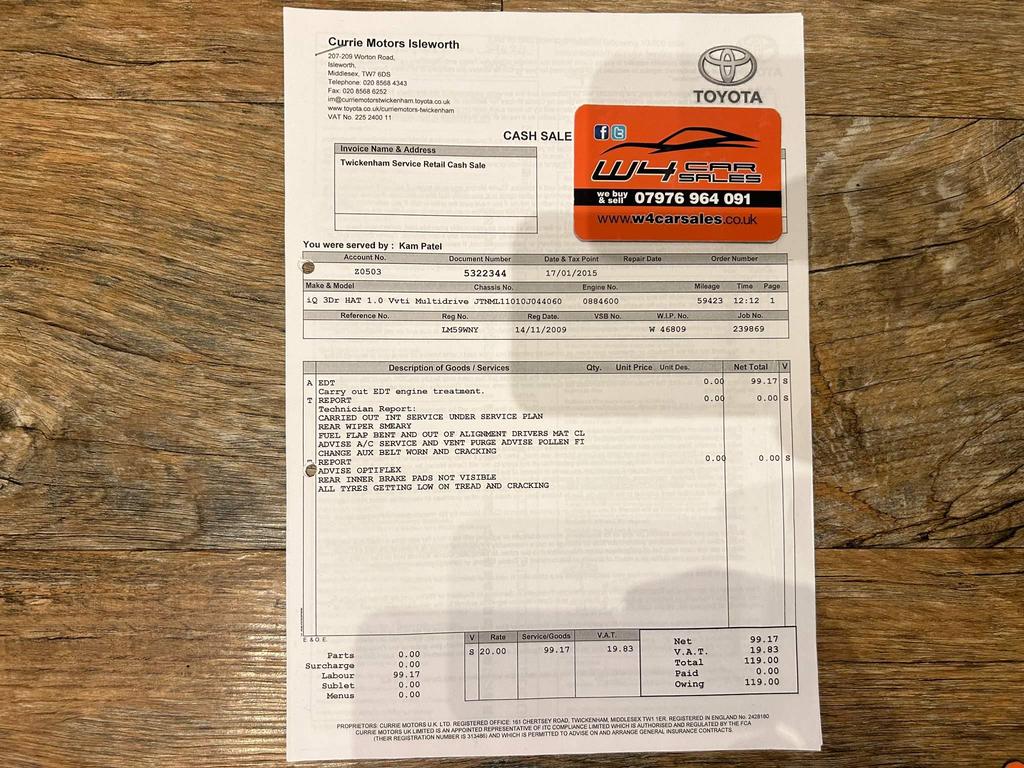 Currie Motors Isleworth
207-209 Worton Road,
Isleworth,
Middlesex, TW7 6DS
Telephone: 020 8568 4343
Fax: 020 8568 6252
im@curriemotorstwickenham.toyota.co.uk
www.toyota.co.uk/curriemotors-twickenham
VAT No. 225 2400 11
TOYOTA
CASH SALE
W4 CAR SALES
we buy & sell 07976 964 091
www.w4carsales.co.uk
Invoice Name & Address
Twickenham Service Retail Cash Sale
You were served by : Kam Patel
Account No. Document Number Date & Tax Point Repair Date Order Number
Z0503 5322344 17/01/2015
Make & Model Chassis No. Engine No. Mileage Time Page
iQ 3Dr HAT 1.0 Vvti Multidrive JTNML11010J044060 0884600 59423 12:12 1
Reference No. Reg No. Reg Date. VSB No. W.I.P. No. Job No.
LM59WNY 14/11/2009 W 46809 239869
Description of Goods / Services Qty. Unit Price Unit Des. Net Total V
A EDT 0.00 99.17 S
Carry out EDT engine treatment.
T REPORT 0.00 0.00 S
Technician Report:
CARRIED OUT INT SERVICE UNDER SERVICE PLAN
REAR WIPER SMEARY
FUEL FLAP BENT AND OUT OF ALIGNMENT DRIVERS MAT CL
ADVISE A/C SERVICE AND VENT PURGE ADVISE POLLEN FI
CHANGE AUX BELT WORN AND CRACKING
REPORT 0.00 0.00 S
ADVISE OPTIFLEX
REAR INNER BRAKE PADS NOT VISIBLE
ALL TYRES GETTING LOW ON TREAD AND CRACKING
E & O.E.
Parts 0.00
Surcharge 0.00
Labour 99.17
Sublet 0.00
Menus 0.00
V Rate Service/Goods V.A.T.
S 20.00 99.17 19.83
Net 99.17
V.A.T. 19.83
Total 119.00
Paid 0.00
Owing 119.00
PROPRIETORS: CURRIE MOTORS U.K. LTD. REGISTERED OFFICE: 161 CHERTSEY ROAD, TWICKENHAM, MIDDLESEX TW1 1ER. REGISTERED IN ENGLAND No. 2428180
CURRIE MOTORS UK LIMITED IS AN APPOINTED REPRESENTATIVE OF ITC COMPLIANCE LIMITED WHICH IS AUTHORISED AND REGULATED BY THE FCA
(THEIR REGISTRATION NUMBER IS 313486) AND WHICH IS PERMITTED TO ADVISE ON AND ARRANGE GENERAL INSURANCE CONTRACTS.